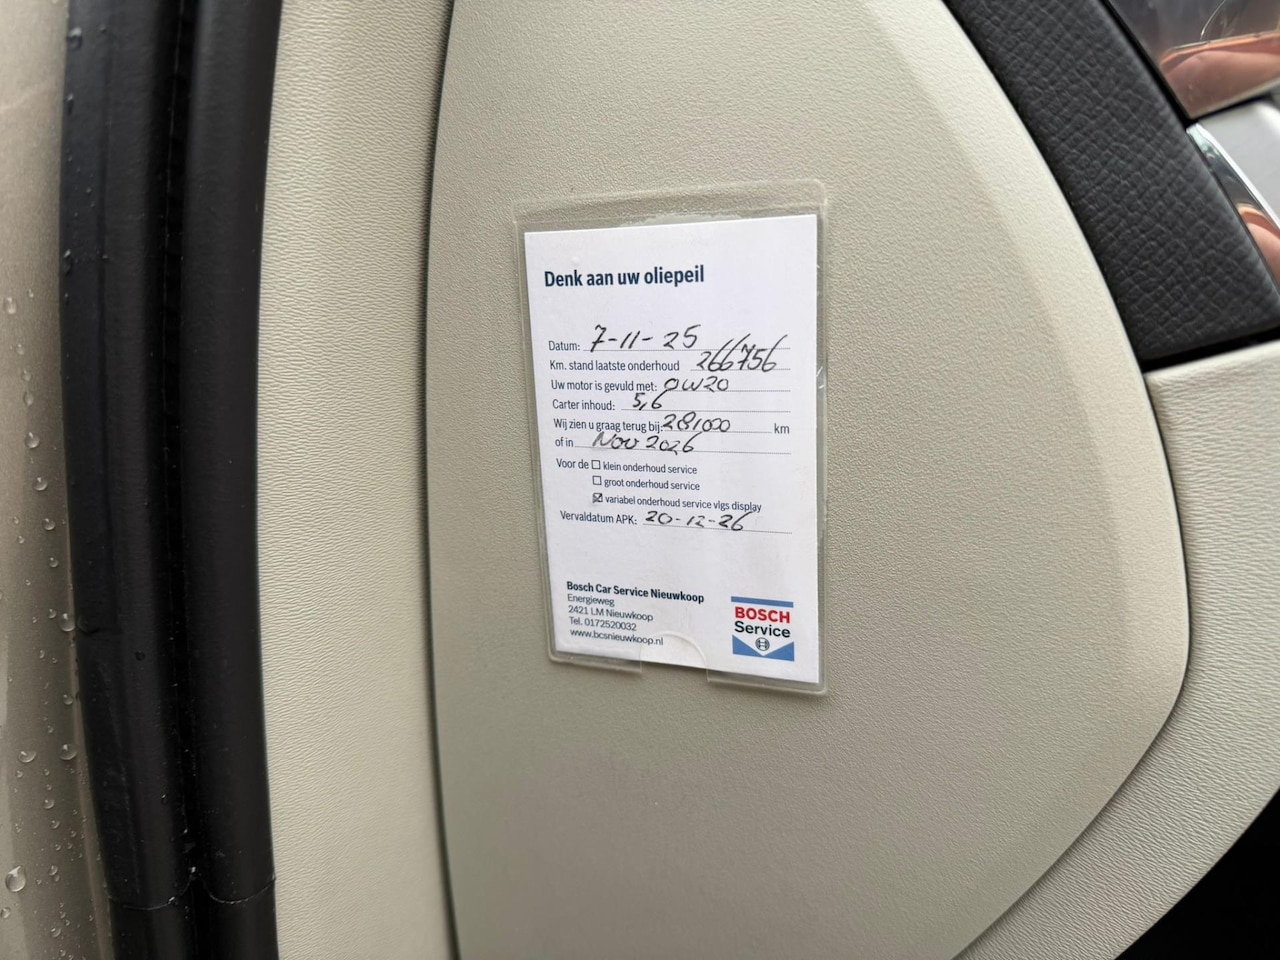 Denk aan uw oliepeil
Datum: 7-11-25
Km. stand laatste onderhoud 266756
Uw motor is gevuld met: 0W20
Carter inhoud: 5,6
Wij zien u graag terug bij: 281000 km
of in Nov 2026
Voor de klein onderhoud service
groot onderhoud service
variabel onderhoud service vlgs display
Vervaldatum APK: 20-12-26
Bosch Car Service Nieuwkoop
Energieweg
2421 LM Nieuwkoop
Tel. 0172520032
www.bcsnieuwkoop.nl
BOSCH
Service